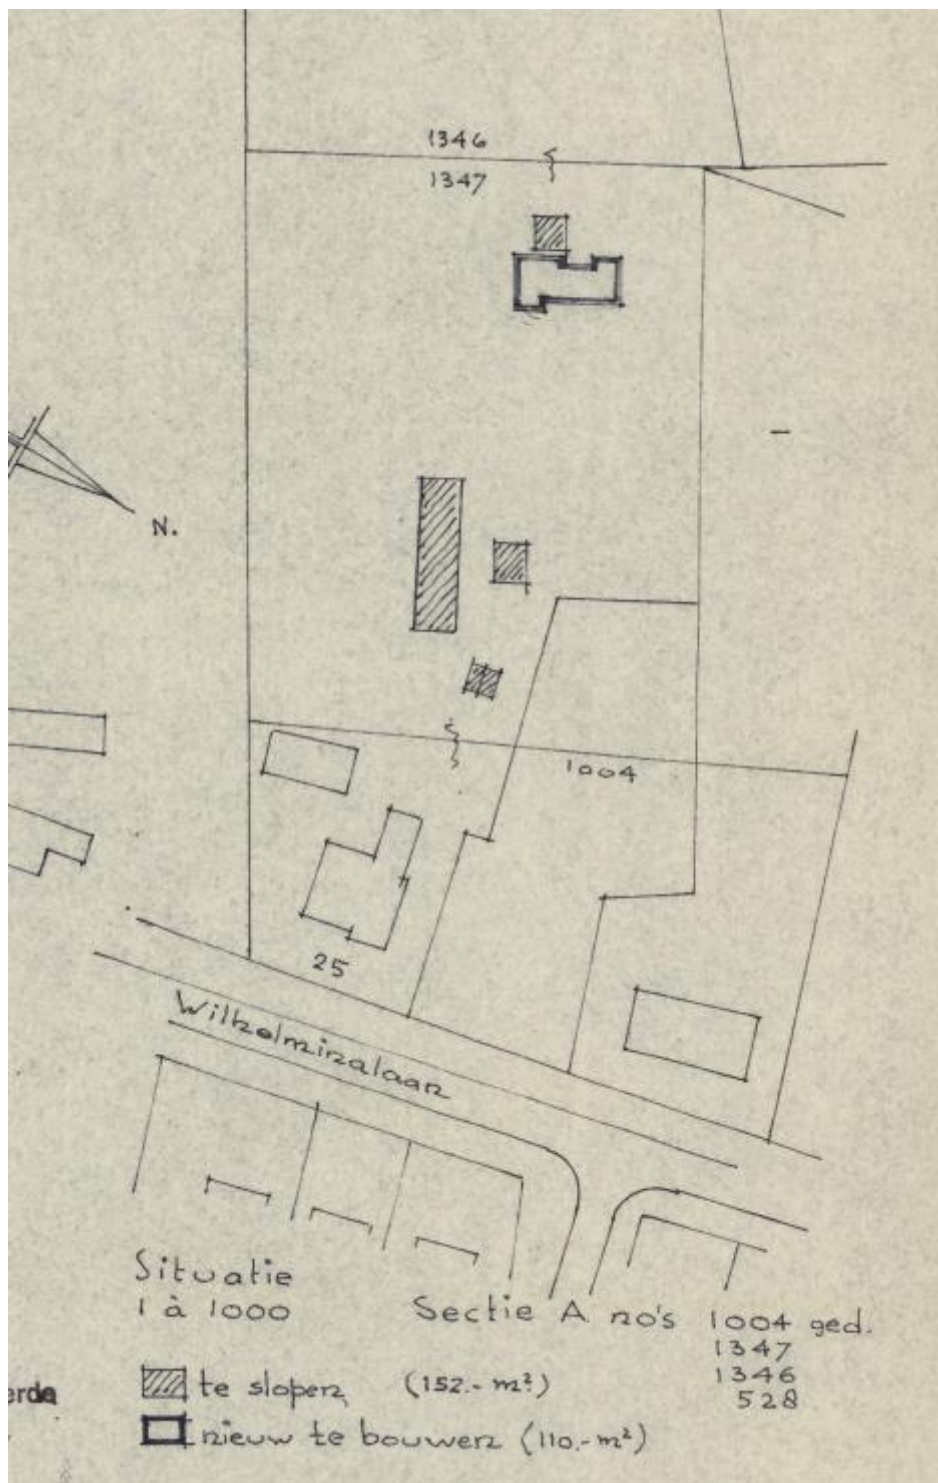 1346
1347
N.
1004
25
Wilhelminalaan
Situatie
1 à 1000
Sectie A no's 1004 ged.
1347
1346
528
te slopen (152.- m²)
nieuw te bouwen (110.- m²)
erde